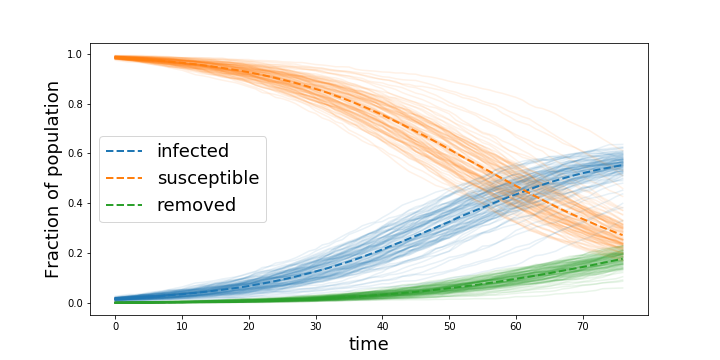 1.0
0.8
0.6
0.4
0.2
0.0
Fraction of population
infected
susceptible
removed
0 10 20 30 40 50 60 70
time